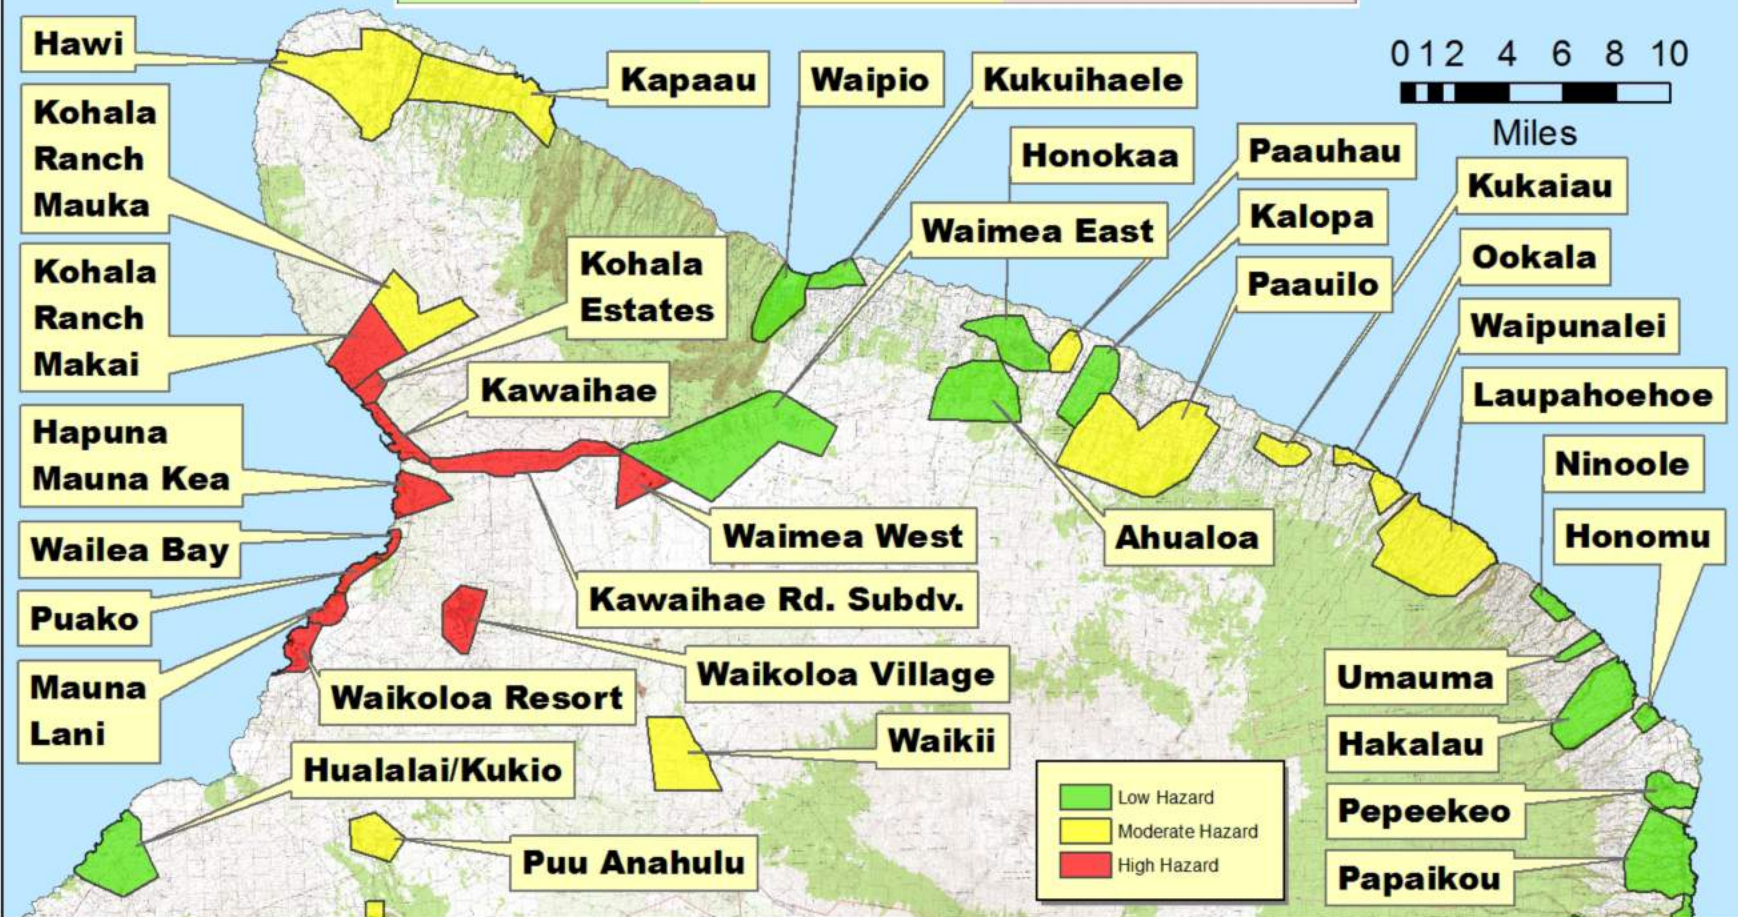 Hawi
Kohala
Ranch
Mauka
Kohala
Ranch
Makai
Hapuna
Mauna Kea
Wailea Bay
Puako
Mauna
Lani
Kapaau
Waipio
Kukuihaele
Honokaa
Waimea East
Kohala
Estates
Kawaihae
Paauhau
Kalopa
Paauilo
0 1 2 4 6 8 10
Miles
Kukaiau
Ookala
Waipunalei
Laupahoehoe
Ninoole
Honomu
Waimea West
Ahualoa
Kawaihae Rd. Subdv.
Waikoloa Village
Waikoloa Resort
Waikii
Hualalai/Kukio
Puu Anahulu
Umauma
Hakalau
Pepeekeo
Papaikou
Low Hazard
Moderate Hazard
High Hazard